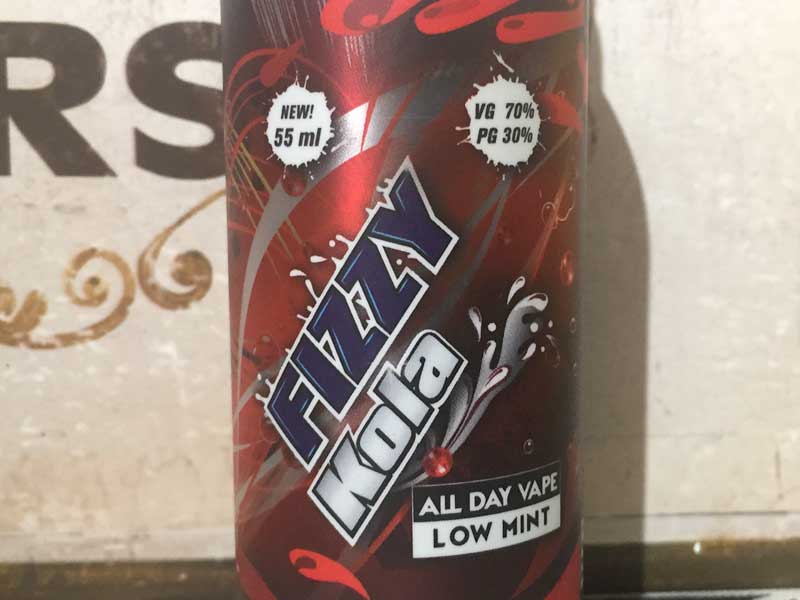 RS
NEW!
55 ml
VG 70%
PG 30%
FIZZY
Kola
ALL DAY VAPE
LOW MINT